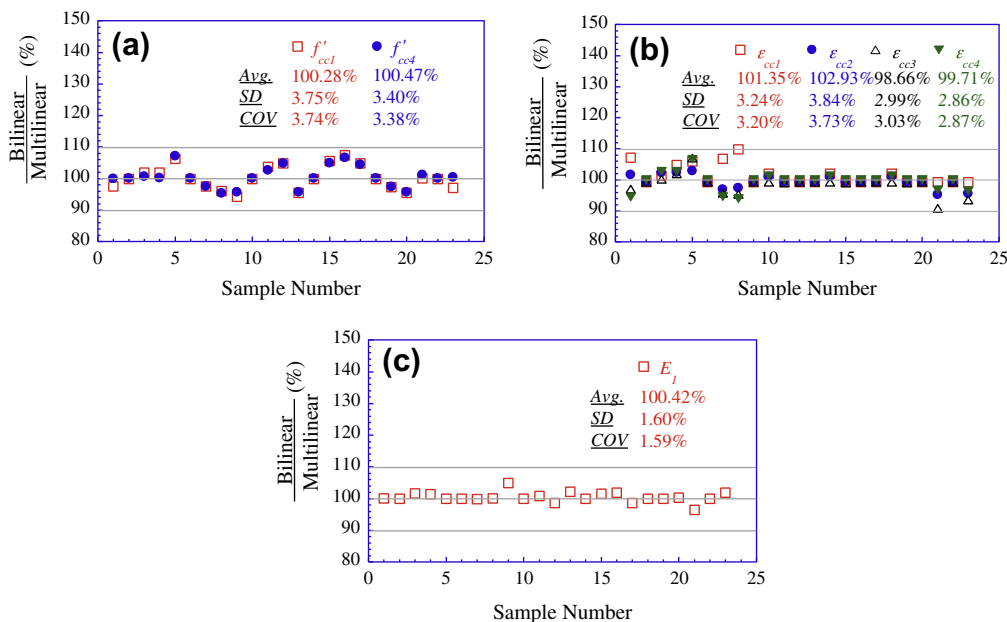 (a)
f'cc1 f'cc4
Avg. 100.28% 100.47%
SD 3.75% 3.40%
COV 3.74% 3.38%
Bilinear
Multilinear
(%)
150
140
130
120
110
100
90
80
0 5 10 15 20 25
Sample Number
(b)
εcc1 εcc2 εcc3 εcc4
Avg. 101.35% 102.93% 98.66% 99.71%
SD 3.24% 3.84% 2.99% 2.86%
COV 3.20% 3.73% 3.03% 2.87%
Bilinear
Multilinear
(%)
150
140
130
120
110
100
90
80
0 5 10 15 20 25
Sample Number
(c)
E1
Avg. 100.42%
SD 1.60%
COV 1.59%
Bilinear
Multilinear
(%)
150
140
130
120
110
100
90
80
0 5 10 15 20 25
Sample Number